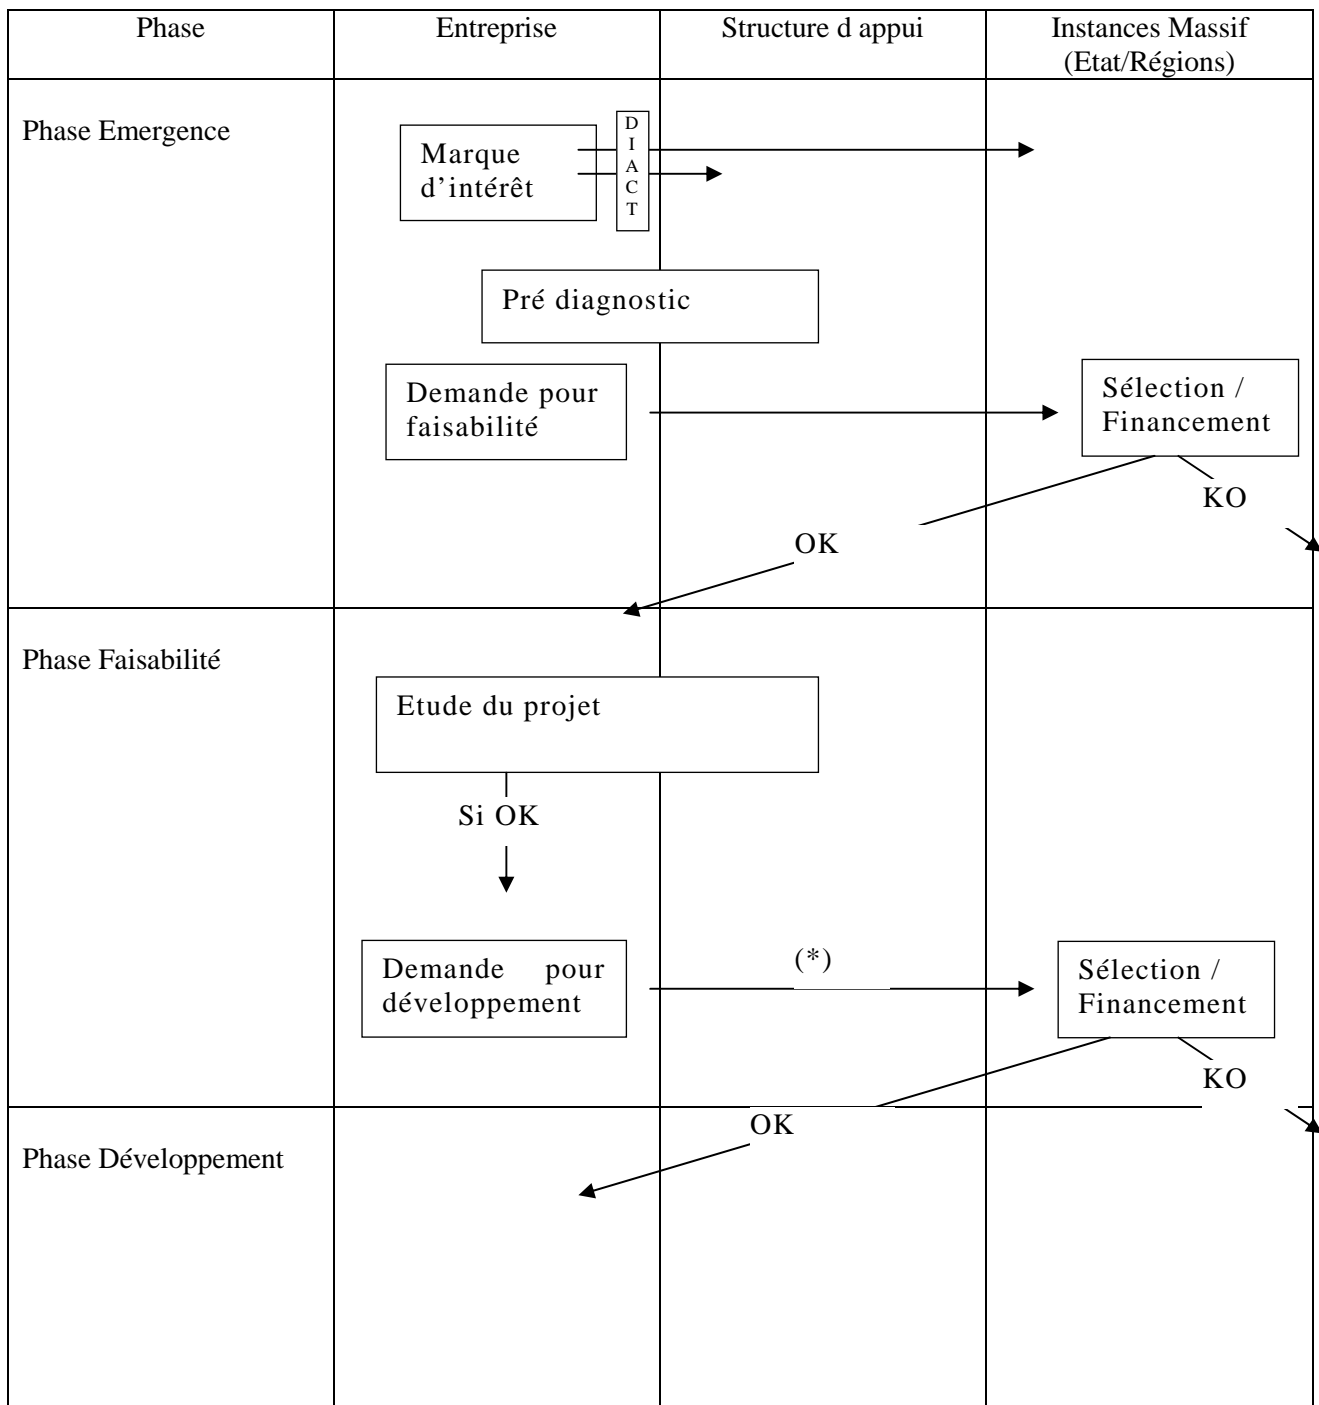 Phase
Entreprise
Structure d appui
Instances Massif
(Etat/Régions)
Phase Emergence
Marque
d’intérêt
D
I
A
C
T
Pré diagnostic
Demande pour
faisabilité
Sélection /
Financement
KO
OK
Phase Faisabilité
Etude du projet
Si OK
Demande pour
développement
(*)
Sélection /
Financement
KO
OK
Phase Développement